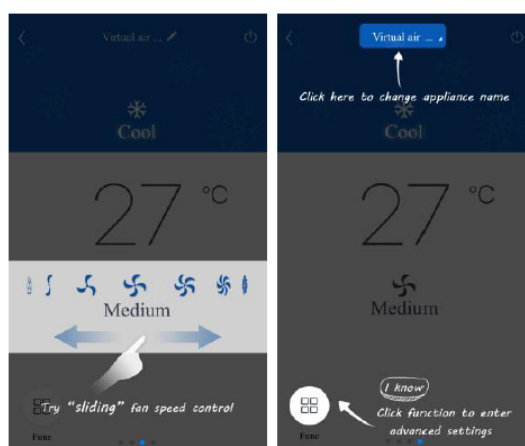 Virtual air ...
Cool
27 °C
Medium
Try "sliding" fan speed control
Func
Virtual air ...
Click here to change appliance name
Cool
27 °C
Medium
I know
Click function to enter
advanced settings
Func